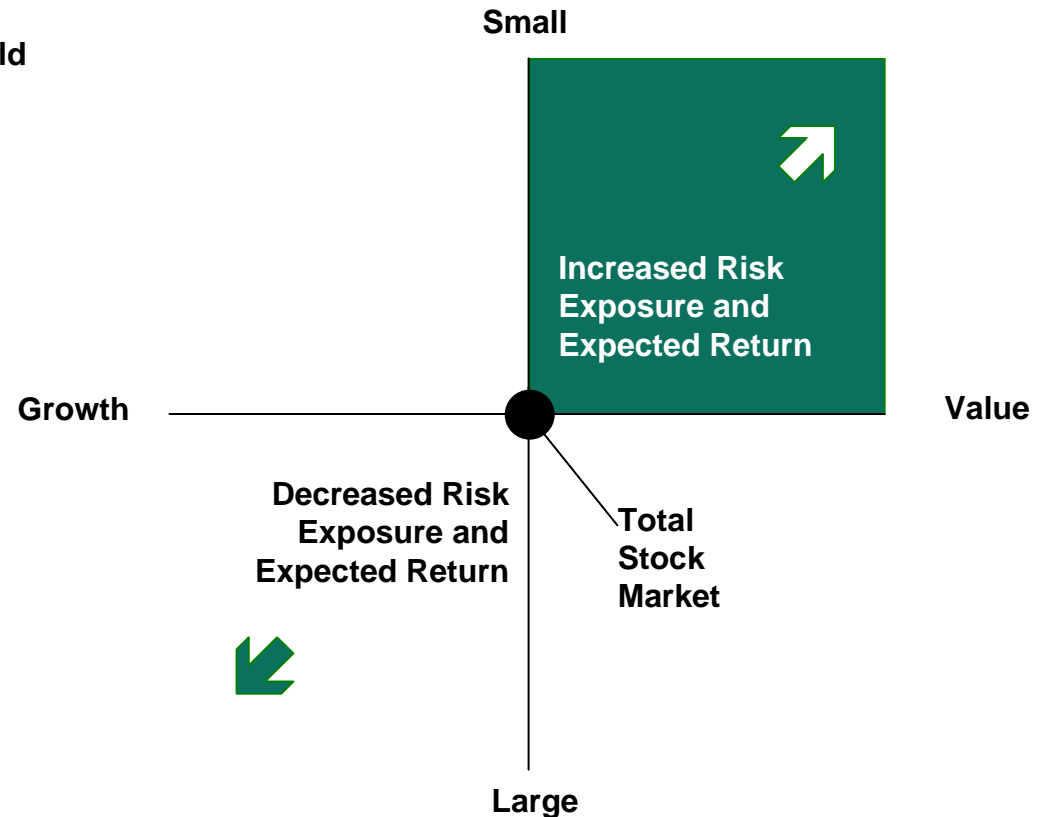 Small
ld
Increased Risk
Exposure and
Expected Return
Growth
Value
Decreased Risk
Exposure and
Expected Return
Total
Stock
Market
Large